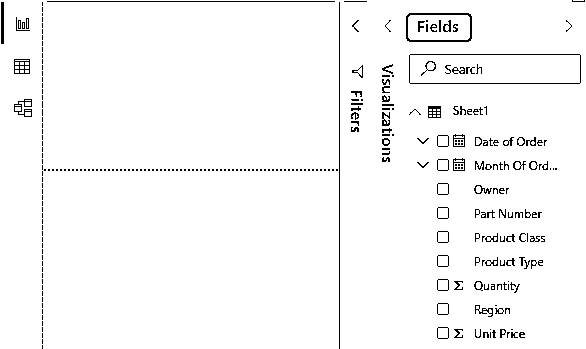 Fields
Search
Filters
Visualizations
Sheet1
Date of Order
Month Of Ord...
Owner
Part Number
Product Class
Product Type
Quantity
Region
Unit Price